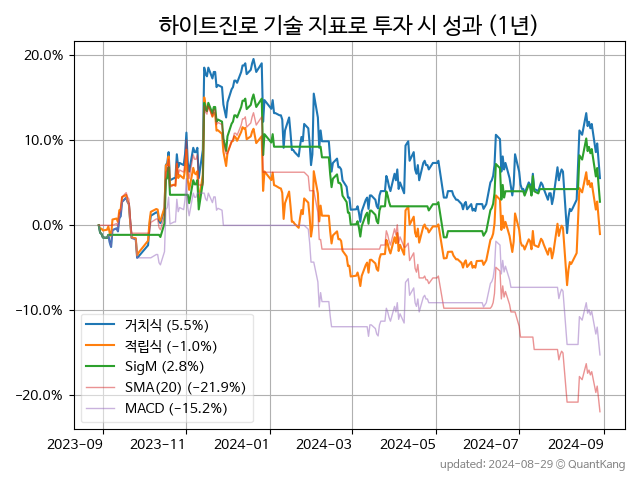 하이트진로 기술 지표로 투자 시 성과 (1년)
20.0%
10.0%
0.0%
−10.0%
−20.0%
거치식 (5.5%)
적립식 (−1.0%)
SigM (2.8%)
SMA(20) (−21.9%)
MACD (−15.2%)
2023-09 2023-11 2024-01 2024-03 2024-05 2024-07 2024-09
updated: 2024-08-29 © QuantKang